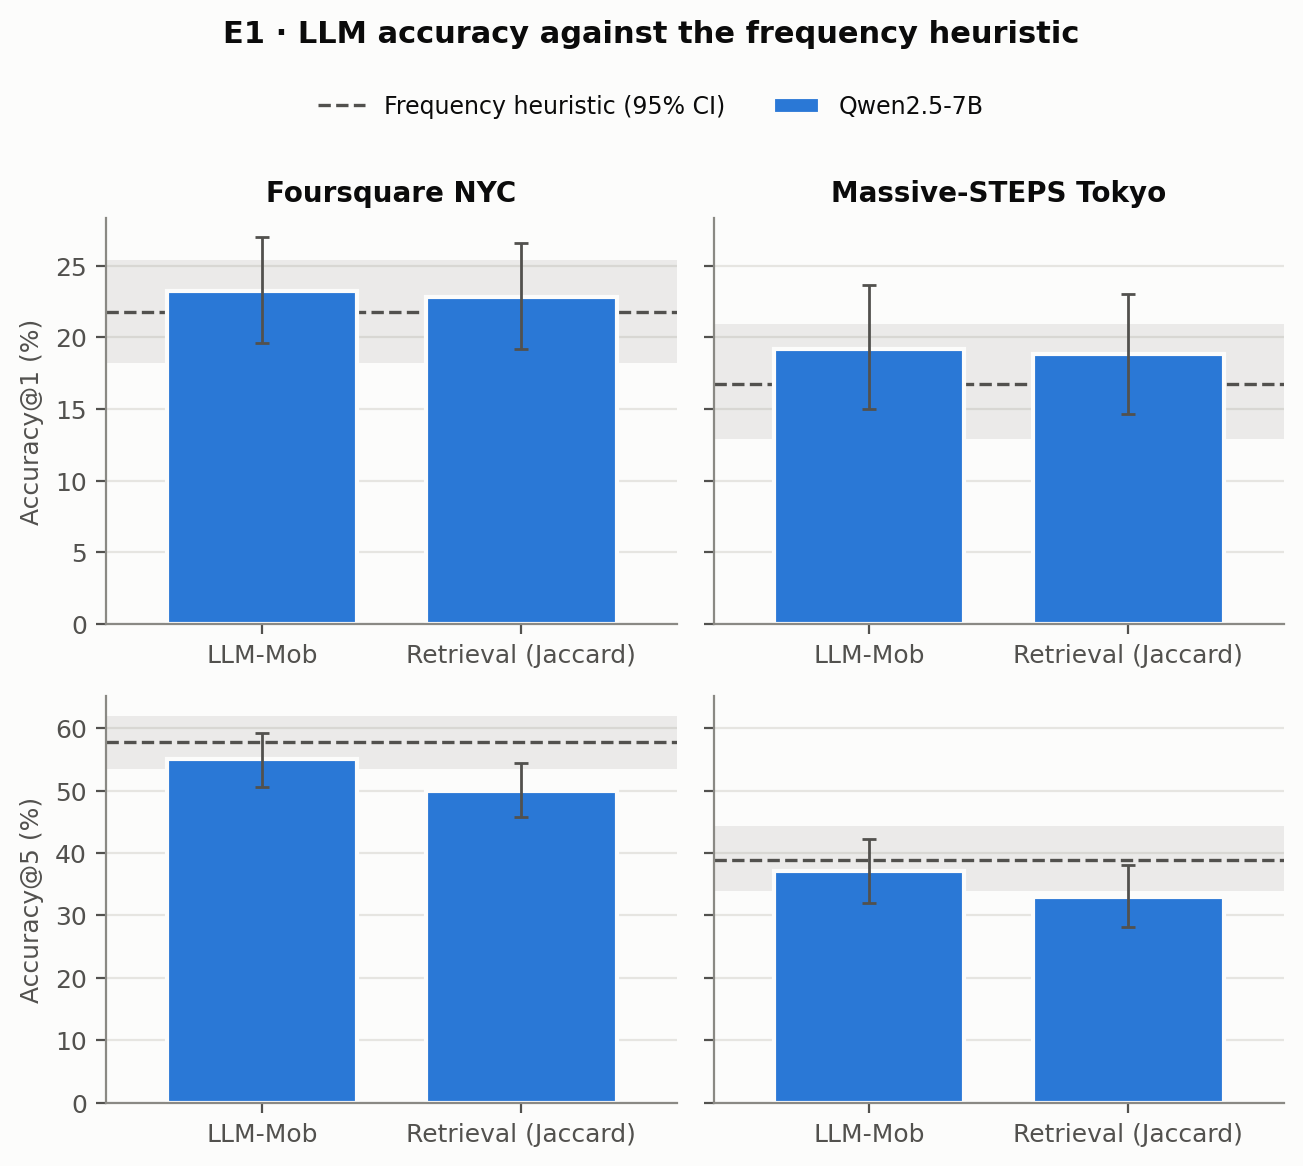 E1 · LLM accuracy against the frequency heuristic
Frequency heuristic (95% CI) Qwen2.5-7B
Foursquare NYC
Accuracy@1 (%)
25
20
15
10
5
0
LLM-Mob Retrieval (Jaccard)
Massive-STEPS Tokyo
LLM-Mob Retrieval (Jaccard)
Accuracy@5 (%)
60
50
40
30
20
10
0
LLM-Mob Retrieval (Jaccard)
LLM-Mob Retrieval (Jaccard)